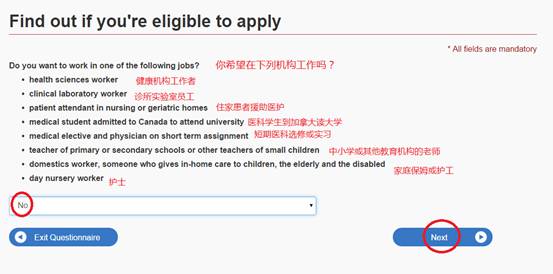 Find out if you're eligible to apply
* All fields are mandatory
Do you want to work in one of the following jobs? 你希望在下列机构工作吗？
• health sciences worker 健康机构工作者
• clinical laboratory worker 诊所实验室员工
• patient attendant in nursing or geriatric homes 住家患者援助医护
• medical student admitted to Canada to attend university 医科学生到加拿大读大学
• medical elective and physician on short term assignment 短期医科选修或实习
• teacher of primary or secondary schools or other teachers of small children 中小学或其他教育机构的老师
• domestics worker, someone who gives in-home care to children, the elderly and the disabled 家庭保姆或护工
• day nursery worker 护士
No
Exit Questionnaire
Next